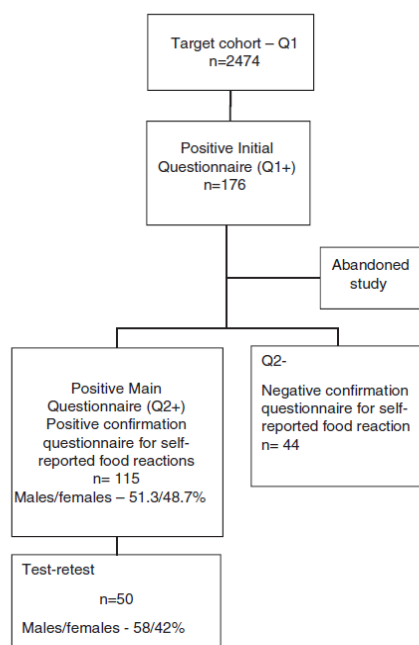 Target cohort – Q1
n=2474
Positive Initial
Questionnaire (Q1+)
n=176
Abandoned
study
Positive Main
Questionnaire (Q2+)
Positive confirmation
questionnaire for self-
reported food reactions
n= 115
Males/females – 51.3/48.7%
Q2-
Negative confirmation
questionnaire for self-
reported food reaction
n= 44
Test-retest
n=50
Males/females - 58/42%